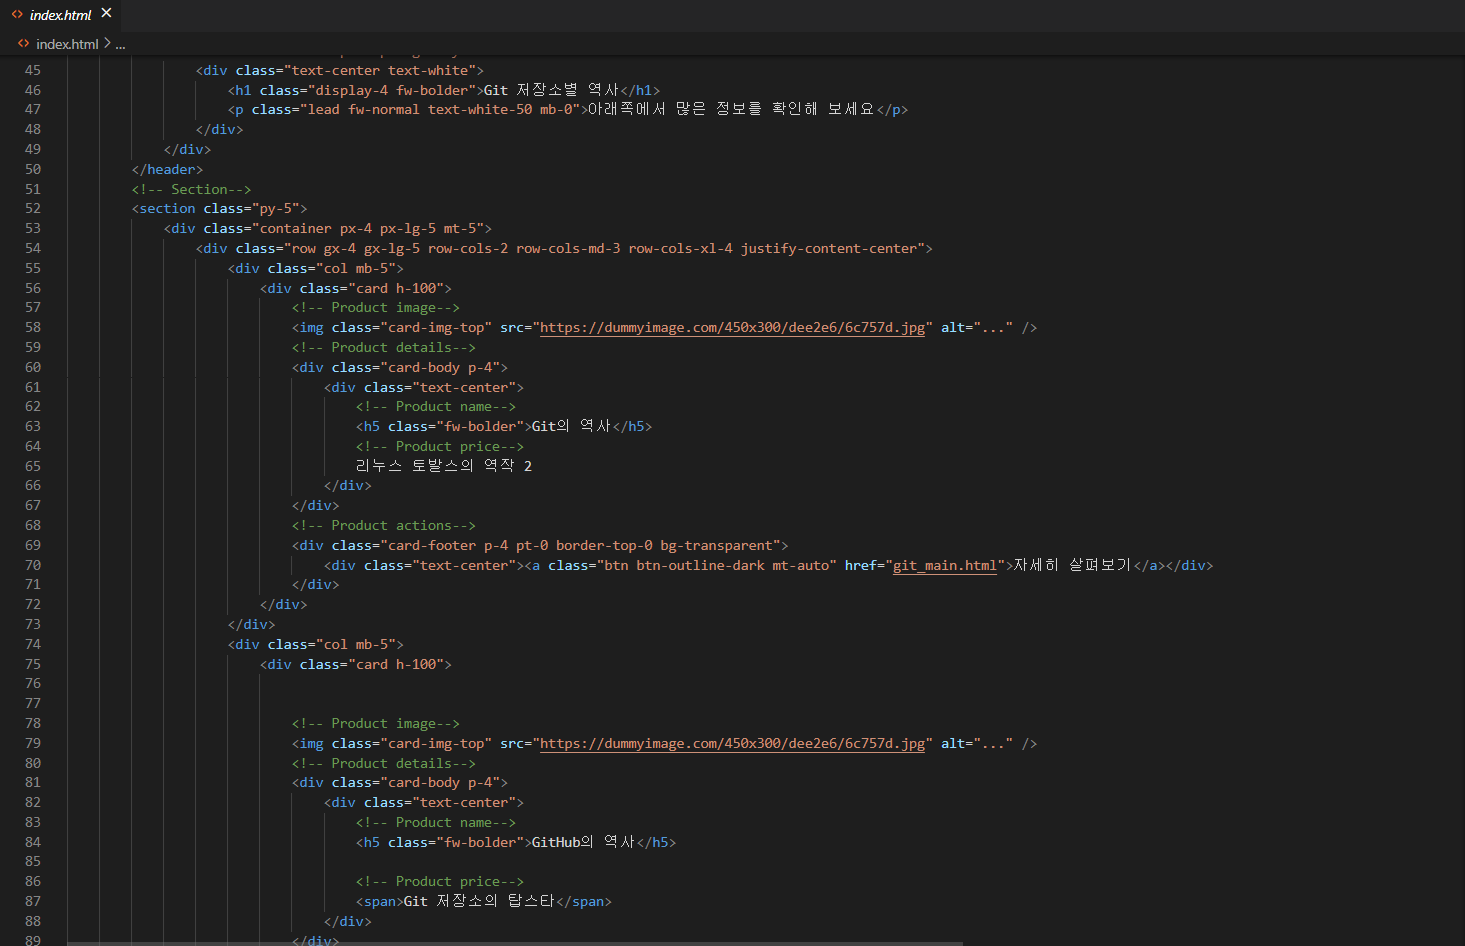 index.html ×
index.html > ...
45 <div class="text-center text-white">
46 <h1 class="display-4 fw-bolder">Git 저장소별 역사</h1>
47 <p class="lead fw-normal text-white-50 mb-0">아래쪽에서 많은 정보를 확인해 보세요</p>
48 </div>
49 </div>
50 </header>
51 <!-- Section-->
52 <section class="py-5">
53 <div class="container px-4 px-lg-5 mt-5">
54 <div class="row gx-4 gx-lg-5 row-cols-2 row-cols-md-3 row-cols-xl-4 justify-content-center">
55 <div class="col mb-5">
56 <div class="card h-100">
57 <!-- Product image-->
58 <img class="card-img-top" src="https://dummyimage.com/450x300/dee2e6/6c757d.jpg" alt="..." />
59 <!-- Product details-->
60 <div class="card-body p-4">
61 <div class="text-center">
62 <!-- Product name-->
63 <h5 class="fw-bolder">Git의 역사</h5>
64 <!-- Product price-->
65 리누스 토발스의 역작 2
66 </div>
67 </div>
68 <!-- Product actions-->
69 <div class="card-footer p-4 pt-0 border-top-0 bg-transparent">
70 <div class="text-center"><a class="btn btn-outline-dark mt-auto" href="git_main.html">자세히 살펴보기</a></div>
71 </div>
72 </div>
73 </div>
74 <div class="col mb-5">
75 <div class="card h-100">
76
77
78 <!-- Product image-->
79 <img class="card-img-top" src="https://dummyimage.com/450x300/dee2e6/6c757d.jpg" alt="..." />
80 <!-- Product details-->
81 <div class="card-body p-4">
82 <div class="text-center">
83 <!-- Product name-->
84 <h5 class="fw-bolder">GitHub의 역사</h5>
85
86 <!-- Product price-->
87 <span>Git 저장소의 탑스타</span>
88 </div>
89 </div>